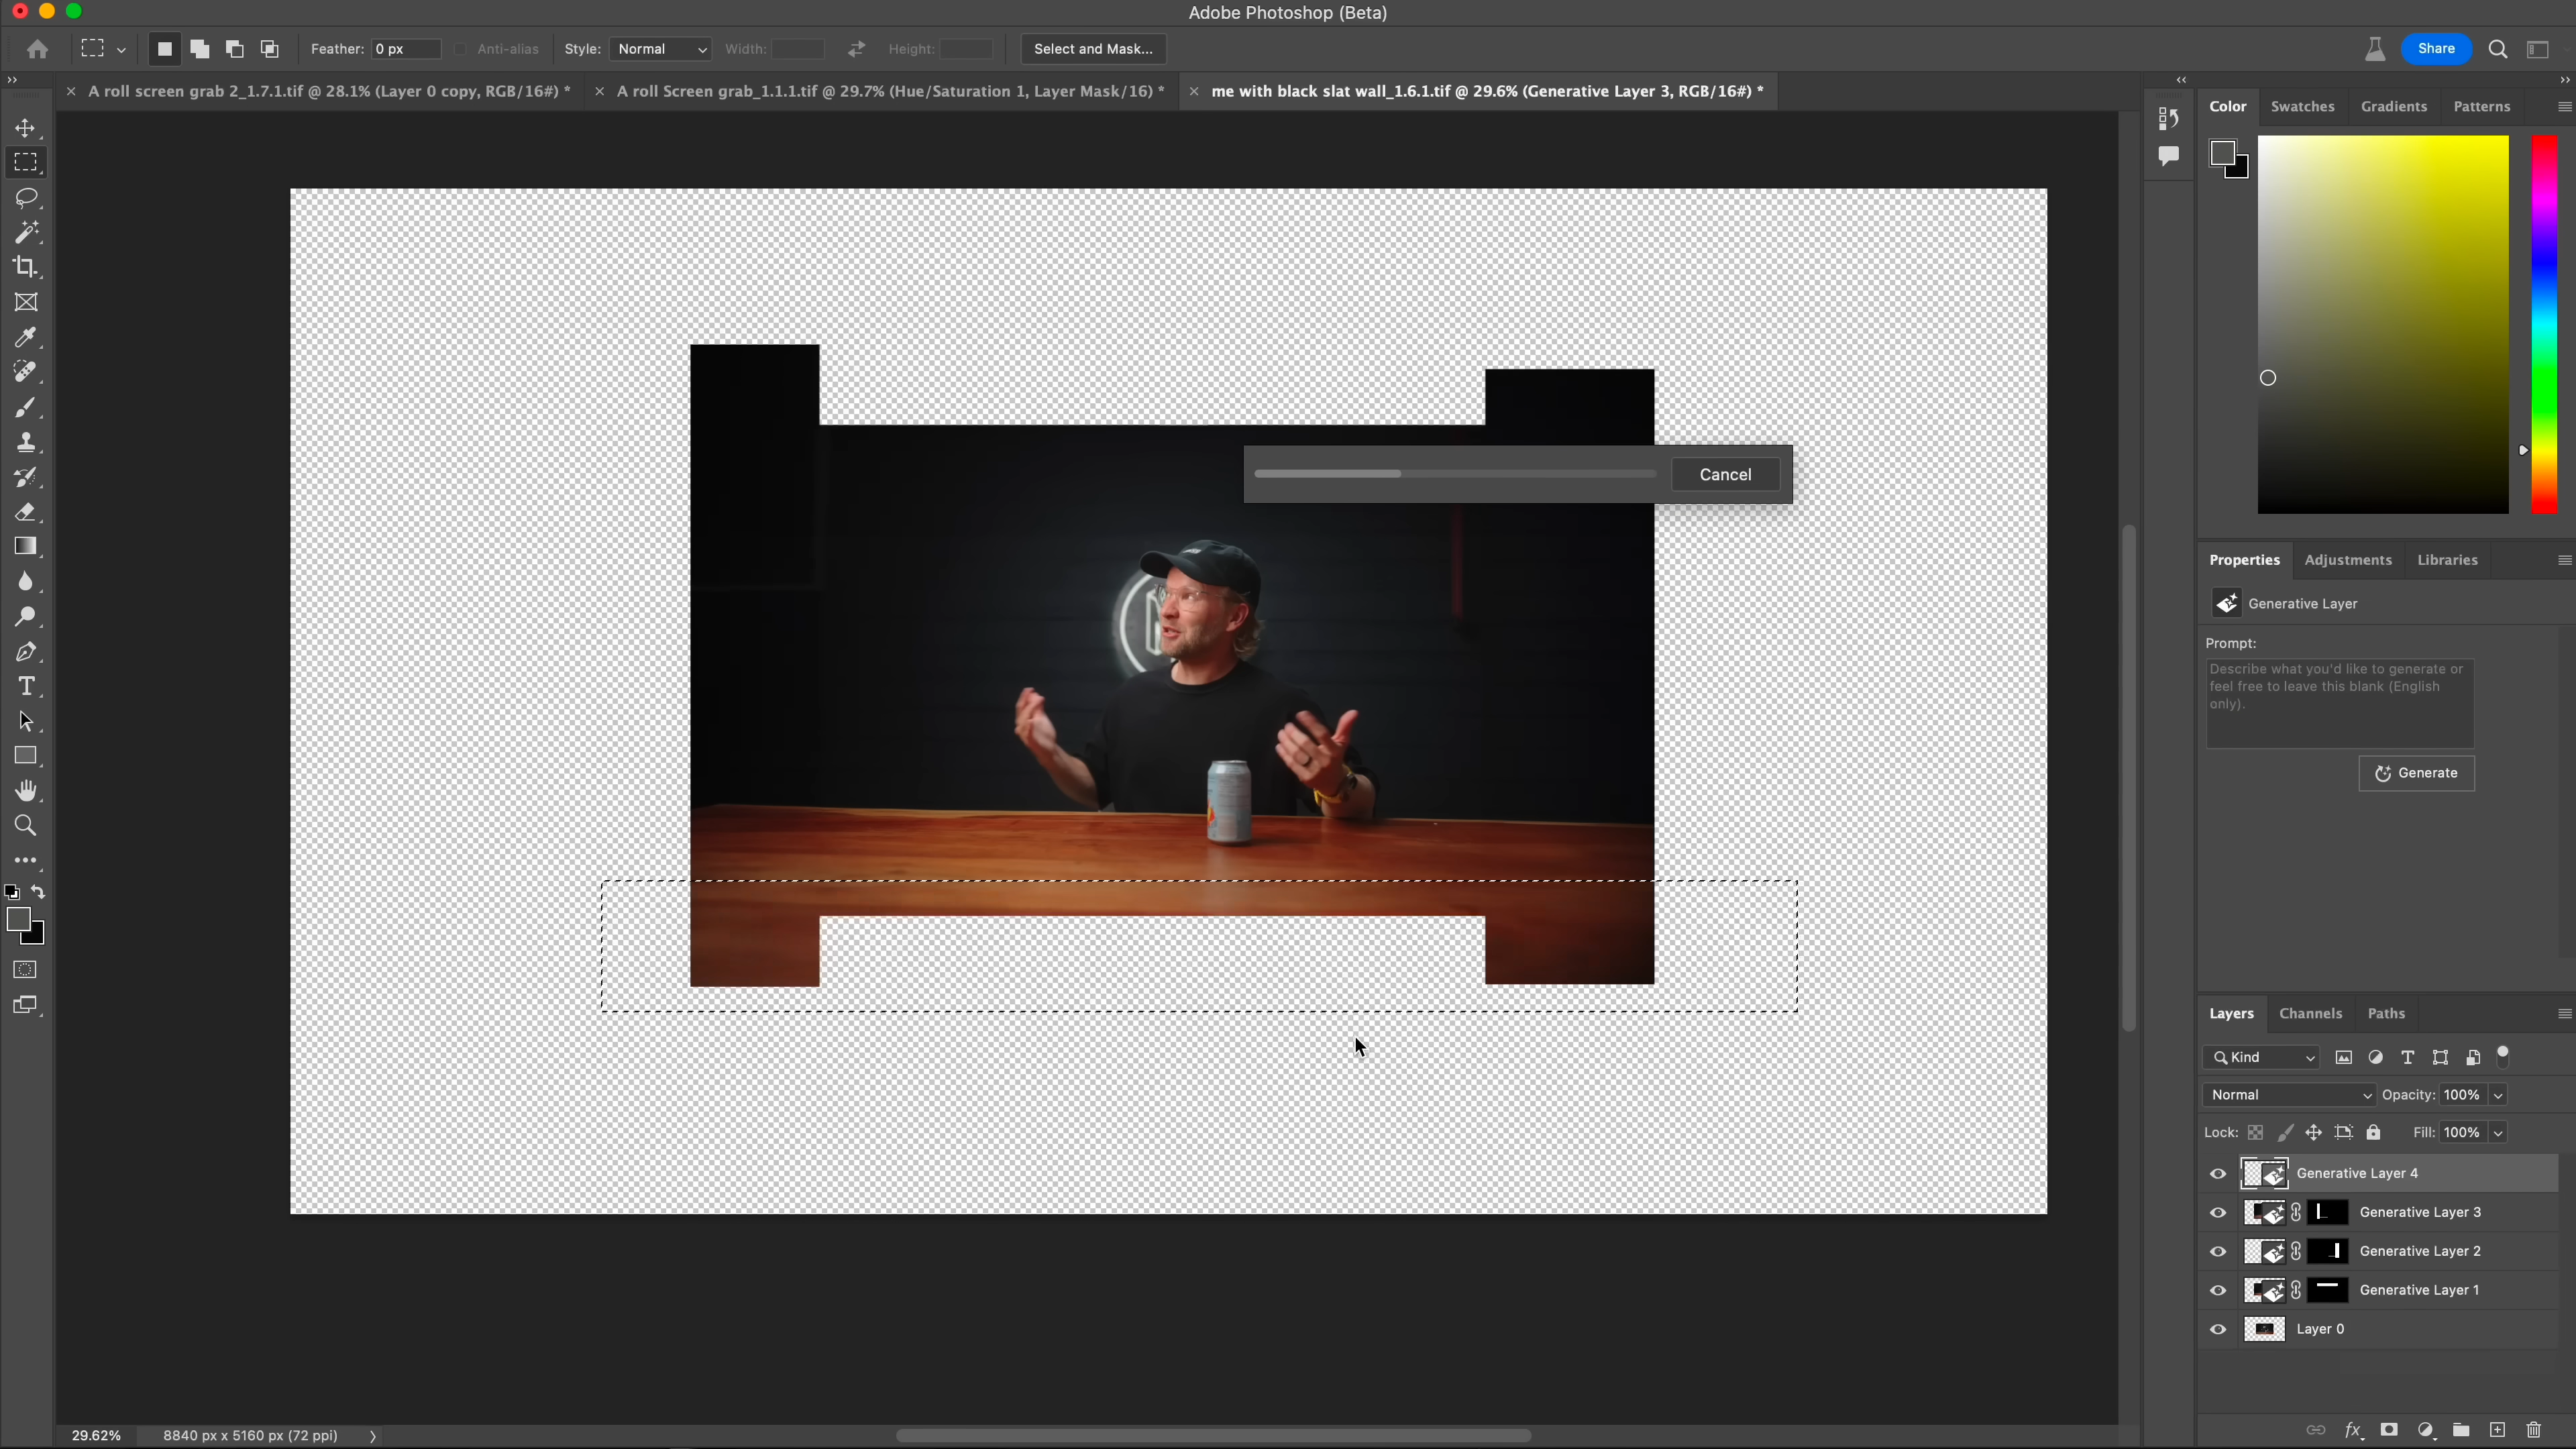 Adobe Photoshop (Beta)
Feather: 0 px Anti-alias Style: Normal Width: Height: Select and Mask... Share
A roll screen grab 2_1.7.1.tif @ 28.1% (Layer 0 copy, RGB/16#) * A roll Screen grab_1.1.1.tif @ 29.7% (Hue/Saturation 1, Layer Mask/16) * me with black slat wall_1.6.1.tif @ 29.6% (Generative Layer 3, RGB/16#) *
Color Swatches Gradients Patterns
Cancel
Properties Adjustments Libraries
Generative Layer
Prompt:
Describe what you'd like to generate or
feel free to leave this blank (English
only).
Generate
Layers Channels Paths
Kind
Normal Opacity: 100%
Lock: Fill: 100%
Generative Layer 4
Generative Layer 3
Generative Layer 2
Generative Layer 1
Layer 0
29.62% 8840 px x 5160 px (72 ppi)